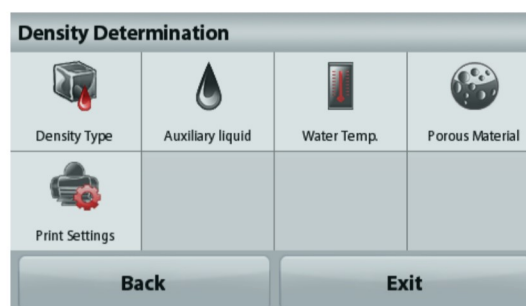 Density Determination
Density Type
Auxiliary liquid
Water Temp.
Porous Material
Print Settings
Back
Exit